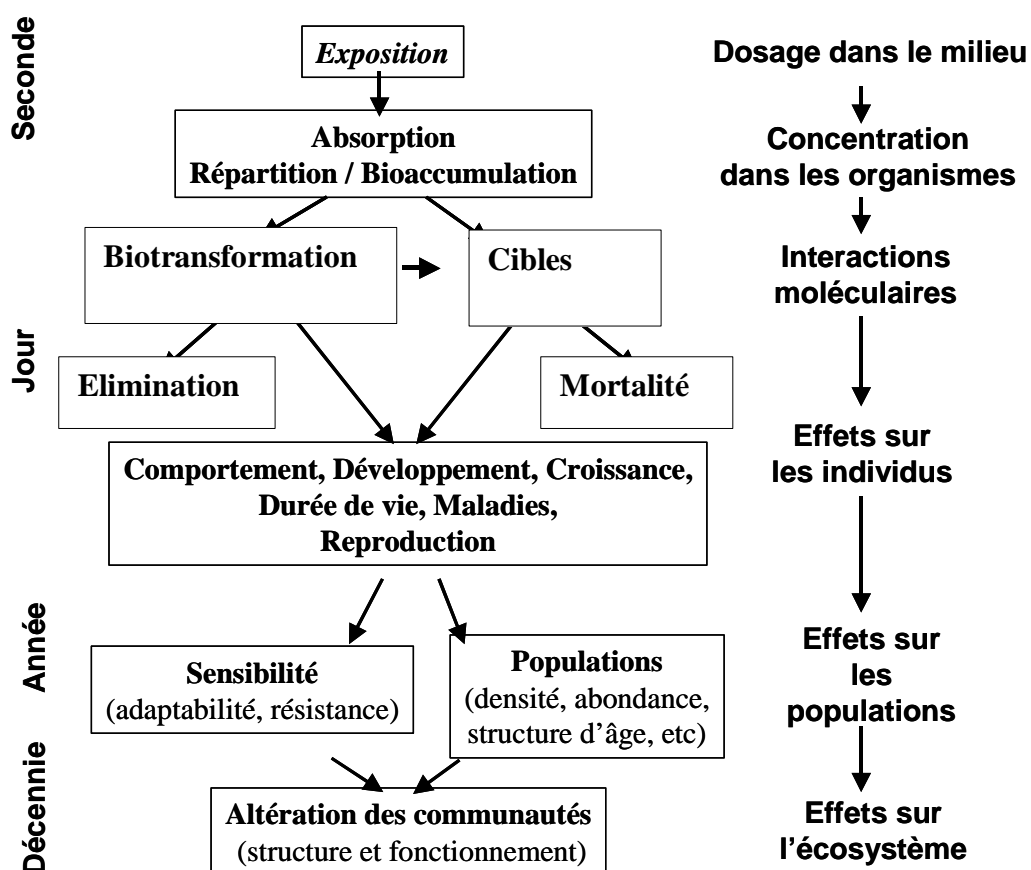 Seconde
Exposition
Dosage dans le milieu
Absorption
Répartition / Bioaccumulation
Concentration
dans les organismes
Biotransformation
Cibles
Interactions
moléculaires
Jour
Elimination
Mortalité
Effets sur
les individus
Comportement, Développement, Croissance,
Durée de vie, Maladies,
Reproduction
Année
Sensibilité
(adaptabilité, résistance)
Populations
(densité, abondance,
structure d’âge, etc)
Effets sur
les
populations
Décennie
Altération des communautés
(structure et fonctionnement)
Effets sur
l’écosystème